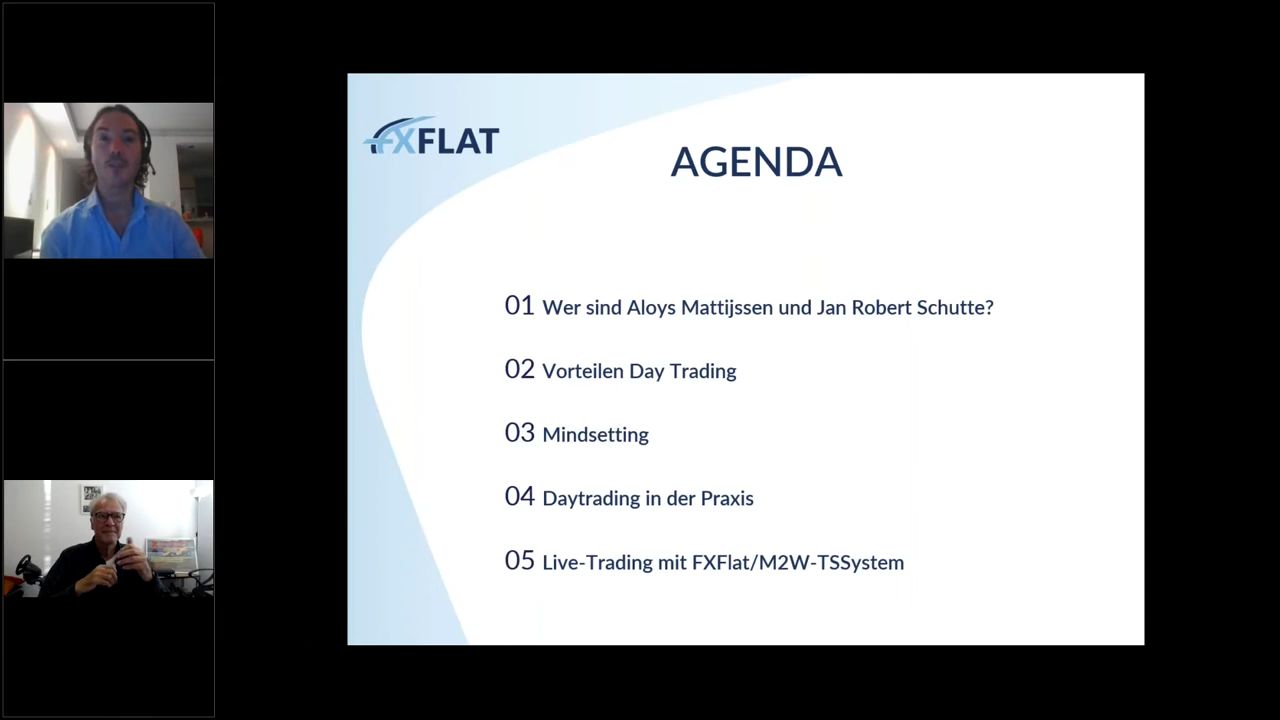 FXFLAT
AGENDA
01 Wer sind Aloys Mattijssen und Jan Robert Schutte?
02 Vorteilen Day Trading
03 Mindsetting
04 Daytrading in der Praxis
05 Live-Trading mit FXFlat/M2W-TSSystem